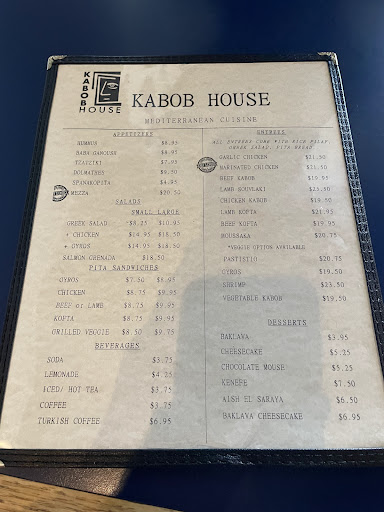 KABOB
HOUSE
KABOB HOUSE
MEDITERRANEAN CUISINE
APPETIZERS
HUMMUS $8.95
BABA GANOUSH $8.95
TZATZIKI $7.95
DOLMATHES $9.50
SPANAKOPITA $4.95
MEZZA $20.50
SALADS
SMALL LARGE
GREEK SALAD $8.25 $10.95
+ CHICKEN $14.95 $18.50
+ GYROS $14.95 $18.50
SALMON GRENADA $18.50
PITA SANDWICHES
GYROS $7.50 $8.95
CHICKEN $8.75 $9.95
BEEF or LAMB $8.75 $9.95
KOFTA $8.75 $9.95
GRILLED VEGGIE $8.50 $9.75
BEVERAGES
SODA $3.75
LEMONADE $4.25
ICED/ HOT TEA $3.75
COFFEE $3.75
TURKISH COFFEE $6.95
ENTREES
ALL ENTREES COME WITH RICE PILAF,
GREEK SALAD, PITA BREAD
GARLIC CHICKEN $21.50
MARINATED CHICKEN $21.50
BEEF KABOB $19.95
LAMB SOUVLAKI $25.50
CHICKEN KABOB $19.50
LAMB KOFTA $21.95
BEEF KOFTA $19.95
MOUSSAKA $20.75
*VEGGIE OPTION AVAILABLE
PASTISIIO $20.75
GYROS $19.50
SHRIMP $23.50
VEGETABLE KABOB $19.50
DESSERTS
BAKLAVA $3.95
CHEESECAKE $5.25
CHOCOLATE MOUSE $5.25
KENEFE $7.50
AISH EL SARAYA $6.50
BAKLAVA CHEESECAKE $6.95